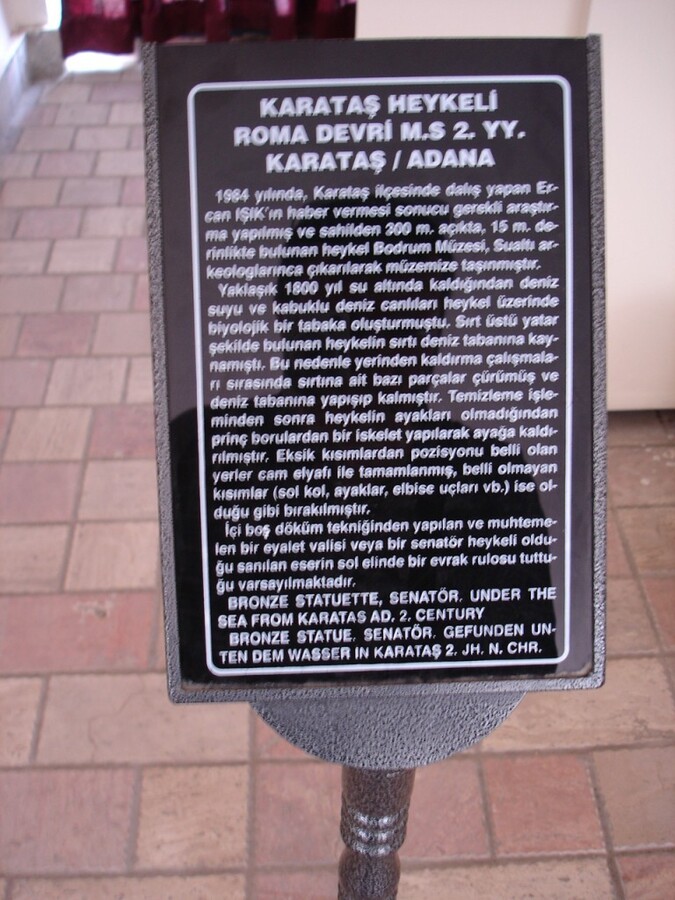 KARATAŞ HEYKELİ
ROMA DEVRİ M.S 2. YY.
KARATAŞ / ADANA
1984 yılında, Karataş ilçesinde dalış yapan Er-
can IŞIK'ın haber vermesi sonucu gerekli araştır-
ma yapılmış ve sahilden 300 m. açıkta, 15 m. de-
rinlikte bulunan heykel Bodrum Müzesi, Sualtı ar-
keologlarınca çıkarılarak müzemize taşınmıştır.
Yaklaşık 1800 yıl su altında kaldığından deniz
suyu ve kabuklu deniz canlıları heykel üzerinde
biyolojik bir tabaka oluşturmuştu. Sırt üstü yatar
şekilde bulunan heykelin sırtı deniz tabanına kay-
namıştı. Bu nedenle yerinden kaldırma çalışmala-
rı sırasında sırtına ait bazı parçalar çürümüş ve
deniz tabanına yapışıp kalmıştır. Temizleme işle-
minden sonra heykelin ayakları olmadığından
prinç borulardan bir iskelet yapılarak ayağa kaldı-
rılmıştır. Eksik kısımlardan pozisyonu belli olan
yerler cam elyafı ile tamamlanmış, belli olmayan
kısımlar (sol kol, ayaklar, elbise uçları vb.) ise ol-
duğu gibi bırakılmıştır.
İçi boş döküm tekniğinden yapılan ve muhteme-
len bir eyalet valisi veya bir senatör heykeli oldu-
ğu sanılan eserin sol elinde bir evrak rulosu tuttu-
ğu varsayılmaktadır.
BRONZE STATUETTE, SENATÖR. UNDER THE
SEA FROM KARATAŞ AD. 2. CENTURY
BRONZE STATUE. SENATÖR. GEFUNDEN UN-
TEN DEM WASSER IN KARATAŞ 2. JH. N. CHR.